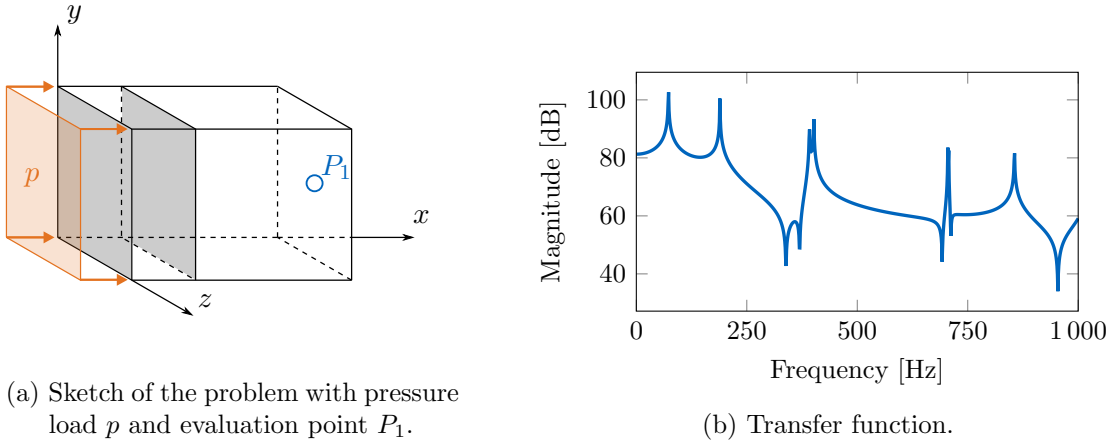 y
p
P₁
x
z
(a) Sketch of the problem with pressure
load p and evaluation point P₁.
Magnitude [dB]
100
80
60
40
0
250
500
750
1 000
Frequency [Hz]
(b) Transfer function.